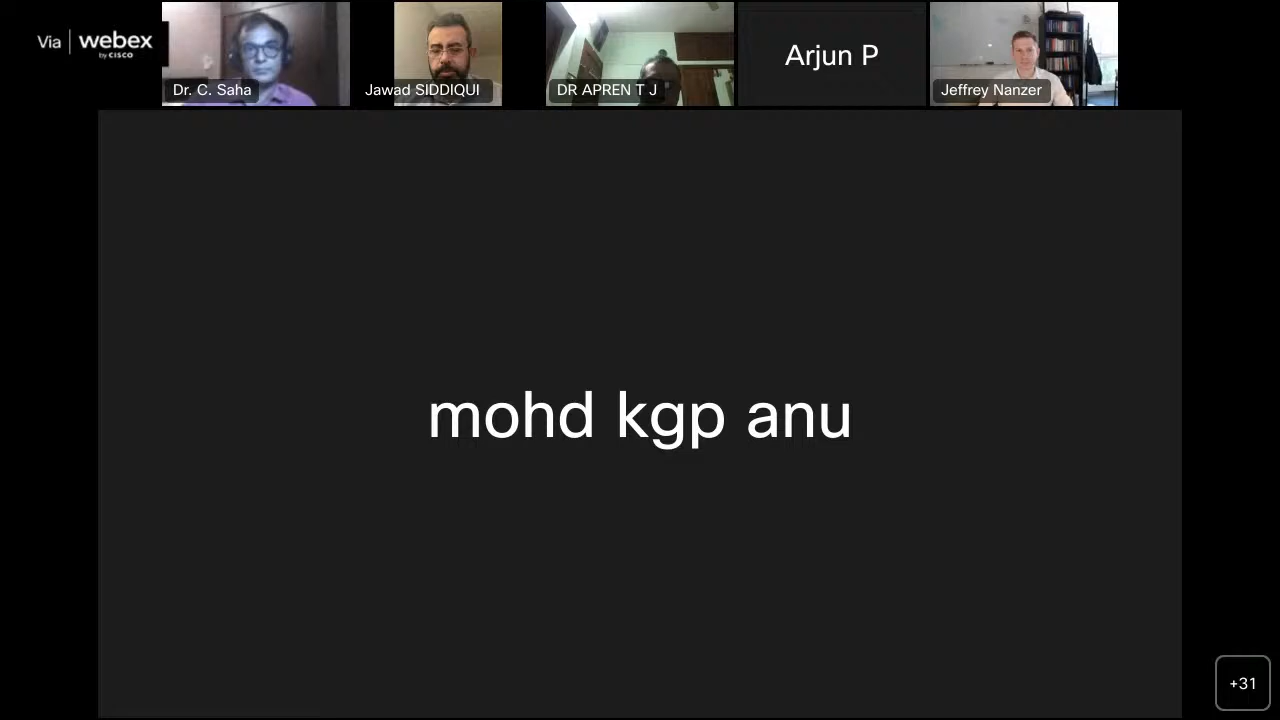 Via webex
by CISCO
Dr. C. Saha
Jawad SIDDIQUI
DR APREN T J
Arjun P
Jeffrey Nanzer
mohd kgp anu
+31